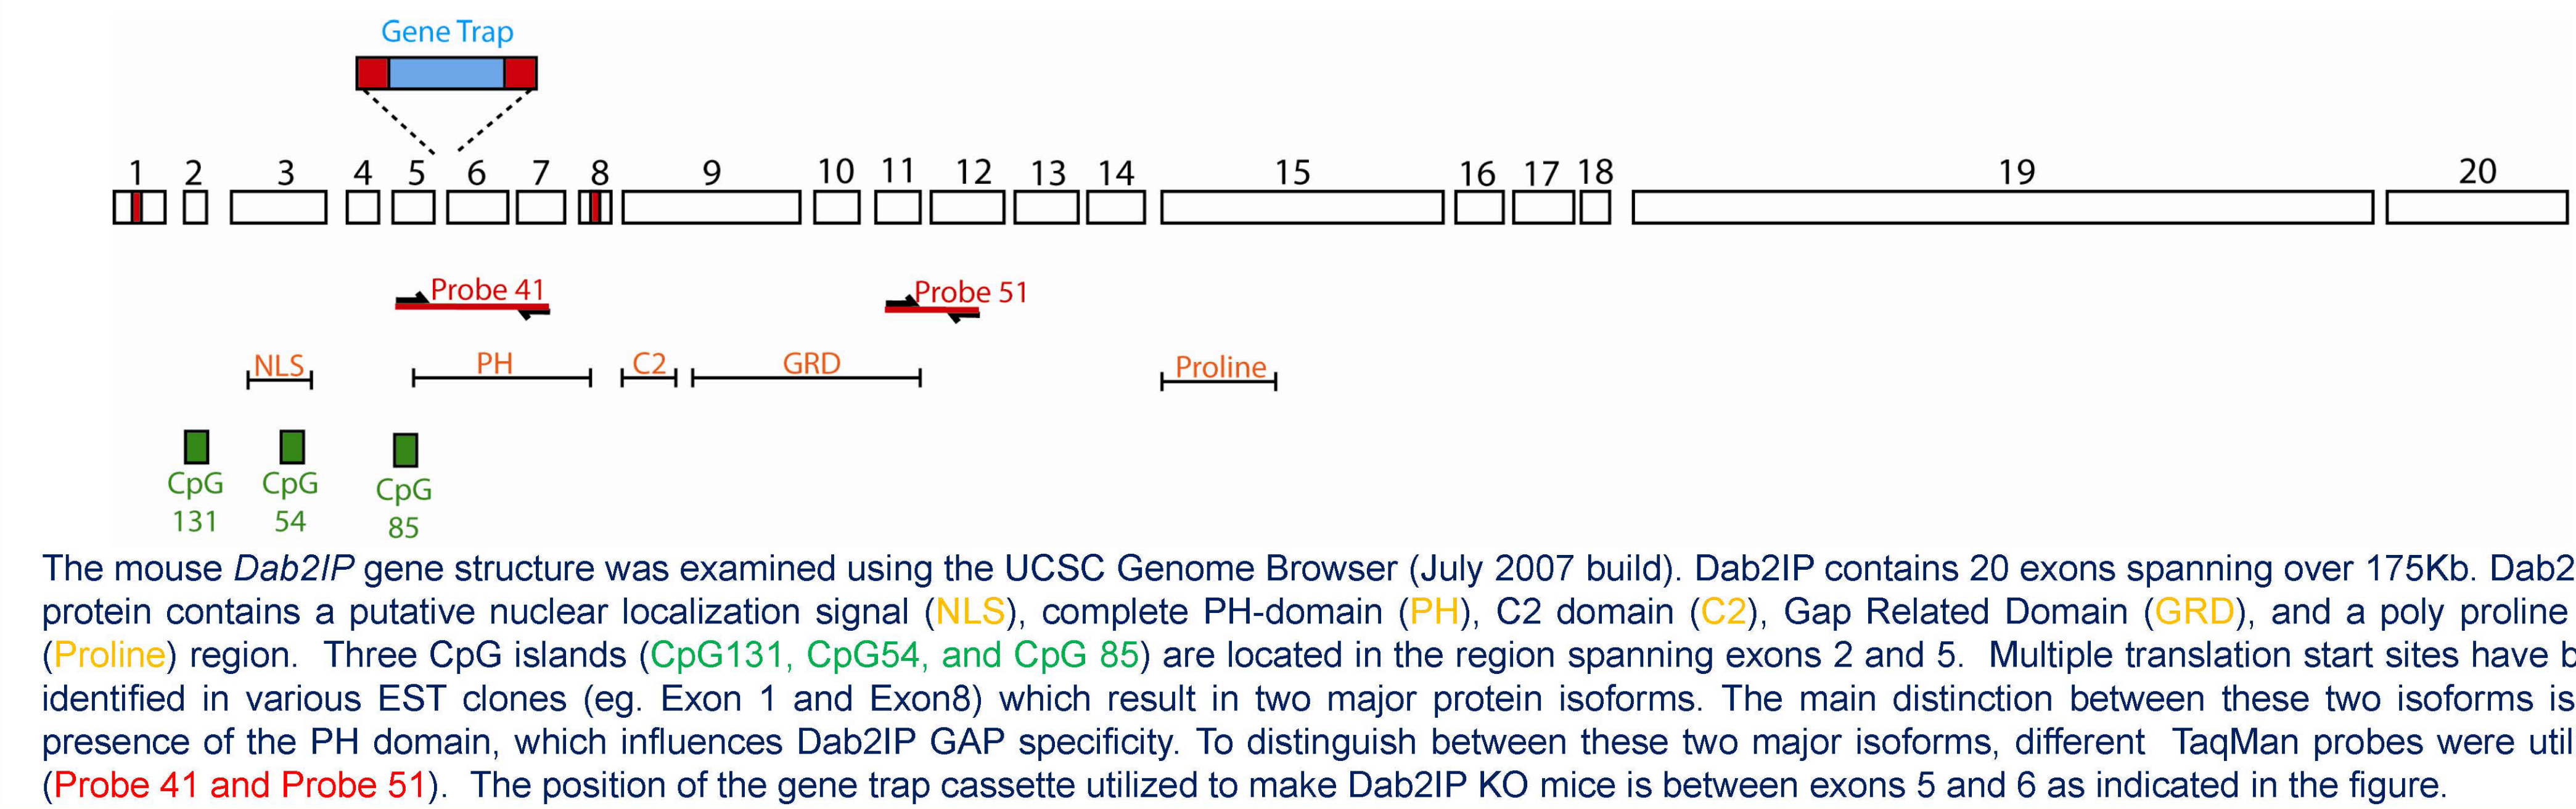 Gene Trap
1 2 3 4 5 6 7 8 9 10 11 12 13 14 15 16 17 18 19 20
Probe 41 Probe 51
NLS PH C2 GRD Proline
CpG CpG CpG
131 54 85
The mouse Dab2IP gene structure was examined using the UCSC Genome Browser (July 2007 build). Dab2IP contains 20 exons spanning over 175Kb. Dab2
protein contains a putative nuclear localization signal (NLS), complete PH-domain (PH), C2 domain (C2), Gap Related Domain (GRD), and a poly proline
(Proline) region. Three CpG islands (CpG131, CpG54, and CpG 85) are located in the region spanning exons 2 and 5. Multiple translation start sites have b
identified in various EST clones (eg. Exon 1 and Exon8) which result in two major protein isoforms. The main distinction between these two isoforms is
presence of the PH domain, which influences Dab2IP GAP specificity. To distinguish between these two major isoforms, different TaqMan probes were util
(Probe 41 and Probe 51). The position of the gene trap cassette utilized to make Dab2IP KO mice is between exons 5 and 6 as indicated in the figure.